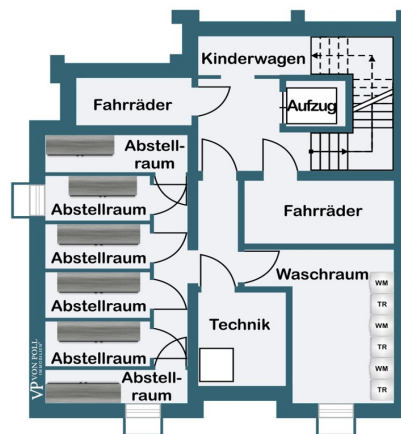 Kinderwagen
Fahrräder
Aufzug
Abstell-
raum
Abstellraum
Fahrräder
Abstellraum
Waschraum
Abstellraum
WM
TR
WM
TR
WM
TR
Technik
Abstellraum
Abstell-
raum
VP VON POLL
IMMOBILIEN